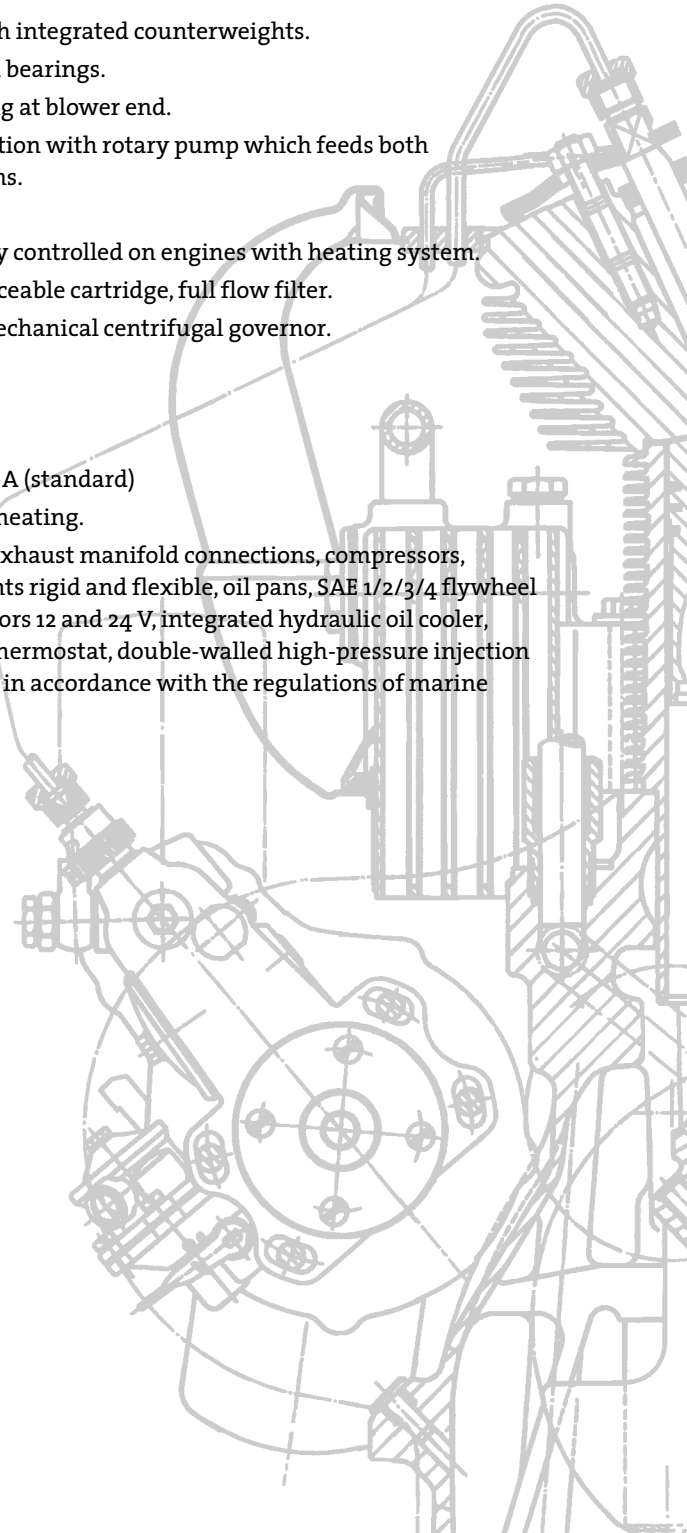 h integrated counterweights.
bearings.
g at blower end.
tion with rotary pump which feeds both
ns.
y controlled on engines with heating system.
ceable cartridge, full flow filter.
echanical centrifugal governor.
A (standard)
heating.
xhaust manifold connections, compressors,
nts rigid and flexible, oil pans, SAE 1/2/3/4 flywheel
ors 12 and 24 V, integrated hydraulic oil cooler,
hermostat, double-walled high-pressure injection
in accordance with the regulations of marine